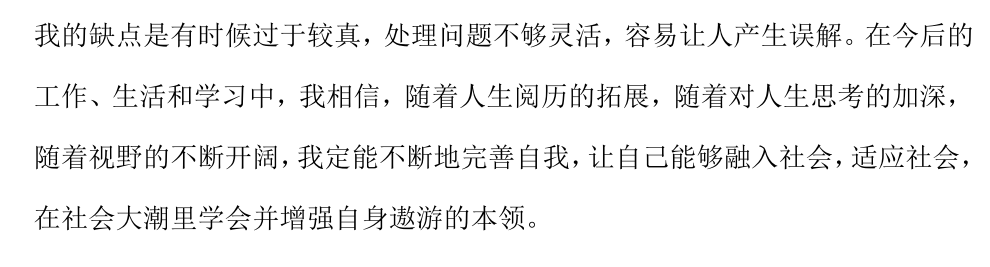 我的缺点是有时候过于较真，处理问题不够灵活，容易让人产生误解。在今后的
工作、生活和学习中，我相信，随着人生阅历的拓展，随着对人生思考的加深，
随着视野的不断开阔，我定能不断地完善自我，让自己能够融入社会，适应社会，
在社会大潮里学会并增强自身遨游的本领。